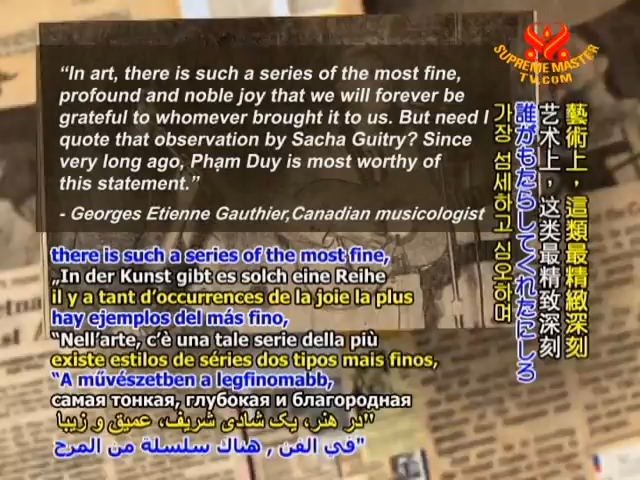 SUPREME MASTER
TV.COM
“In art, there is such a series of the most fine,
profound and noble joy that we will forever be
grateful to whomever brought it to us. But need I
quote that observation by Sacha Guitry? Since
very long ago, Phạm Duy is most worthy of
this statement.”
- Georges Etienne Gauthier,Canadian musicologist
藝術上，這類最精緻深刻
艺术上，这类最精致深刻
誰がもたらしてくれたにしろ
가장 섬세하고 심오하며
there is such a series of the most fine,
„In der Kunst gibt es solch eine Reihe
il y a tant d’occurrences de la joie la plus
hay ejemplos del más fino,
“Nell’arte, c’è una tale serie della più
existe estilos de séries dos tipos mais finos,
“A művészetben a legfinomabb,
самая тонкая, глубокая и благородная
”در هنر، یک شادی شریف، عمیق و زیبا
"في الفن , هناك سلسلة من المرح